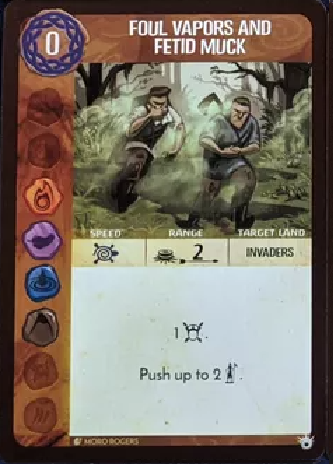 0
FOUL VAPORS AND
FETID MUCK
SPEED RANGE TARGET LAND
2 INVADERS
1 .
Push up to 2 .
MORO ROGERS